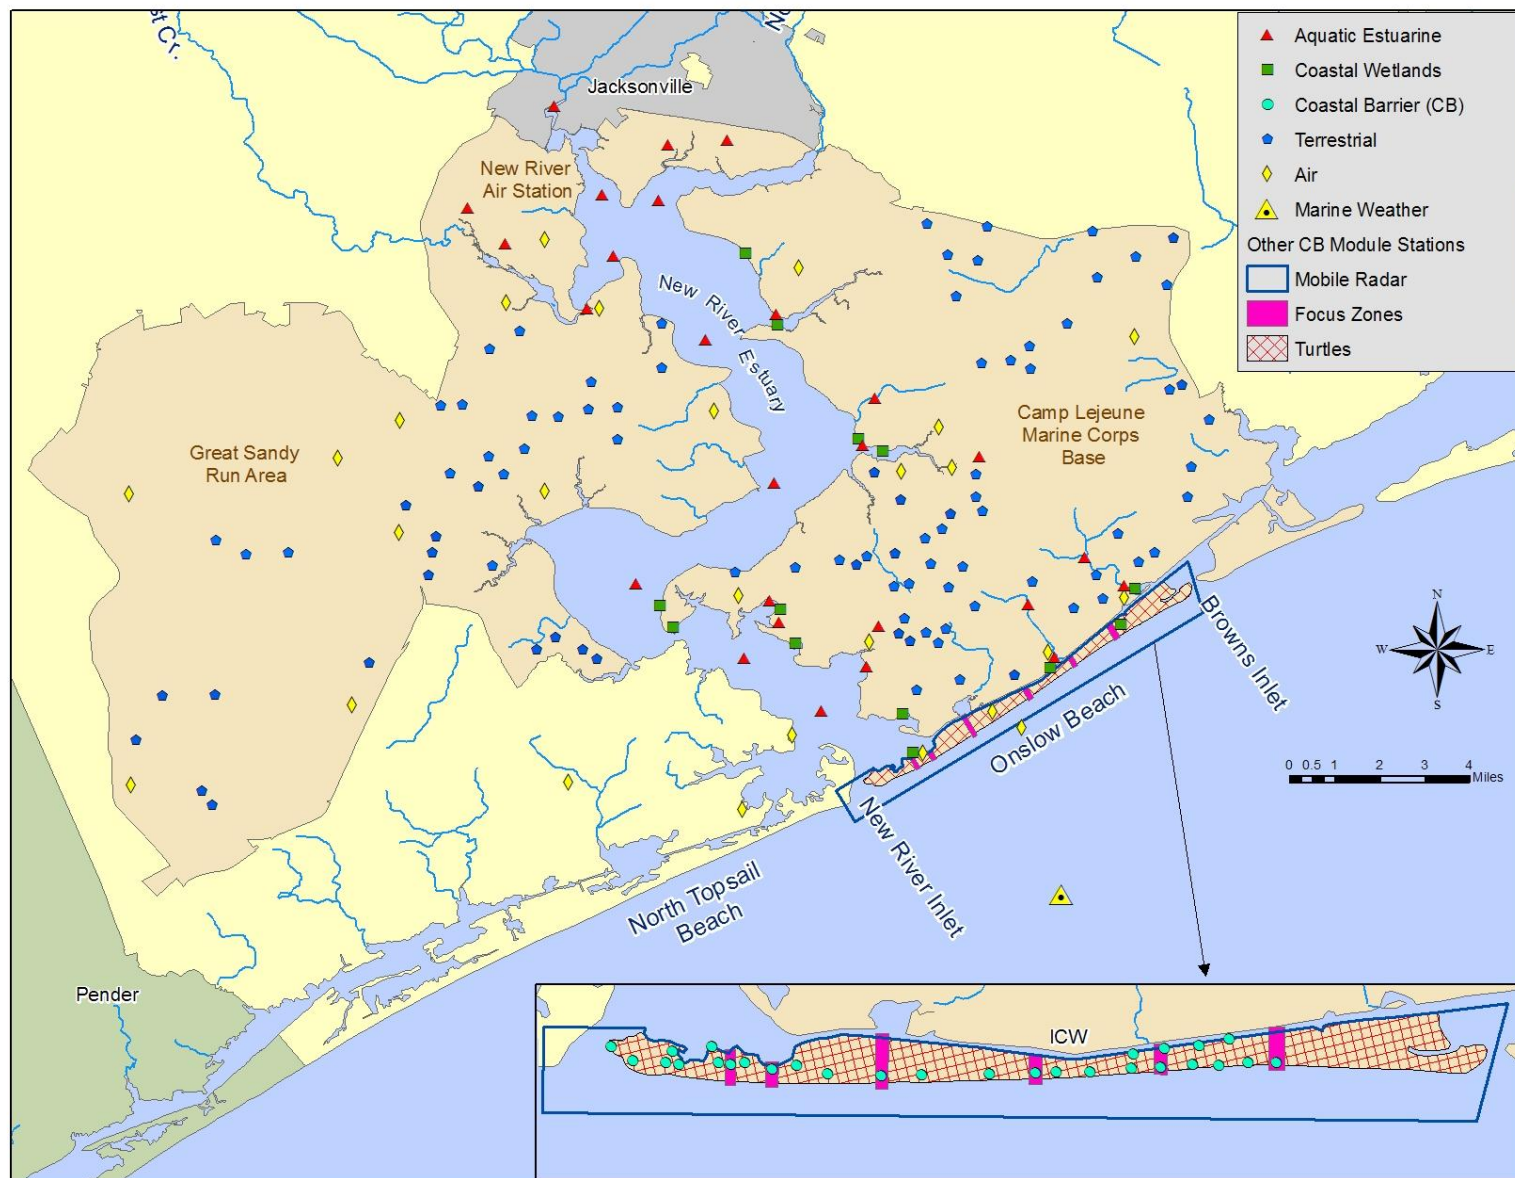 st Cr.
N
Jacksonville
New River
Air Station
New River
Estuary
Great Sandy
Run Area
Camp Lejeune
Marine Corps
Base
Browns Inlet
Onslow Beach
New River Inlet
North Topsail
Beach
Pender
Aquatic Estuarine
Coastal Wetlands
Coastal Barrier (CB)
Terrestrial
Air
Marine Weather
Other CB Module Stations
Mobile Radar
Focus Zones
Turtles
N
W E
S
0 0.5 1 2 3 4
Miles
ICW